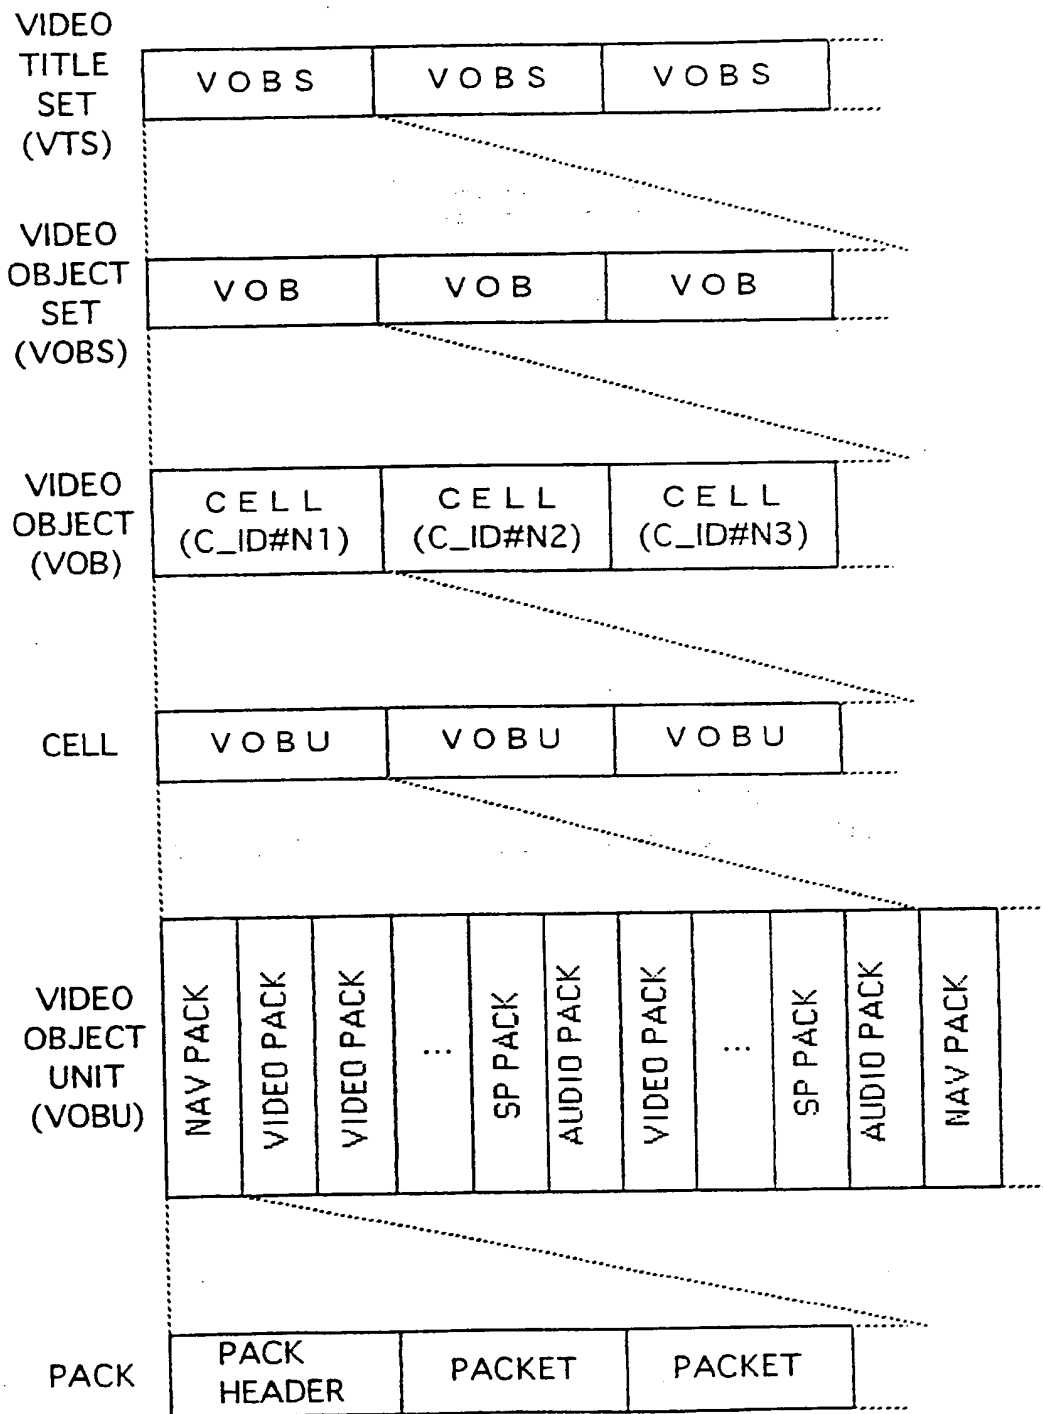 VIDEO
TITLE
SET
(VTS)
VOBS VOBS VOBS
VIDEO
OBJECT
SET
(VOBS)
VOB VOB VOB
VIDEO
OBJECT
(VOB)
CELL
(C_ID#N1)
CELL
(C_ID#N2)
CELL
(C_ID#N3)
CELL
VOBU VOBU VOBU
VIDEO
OBJECT
UNIT
(VOBU)
NAV PACK
VIDEO PACK
VIDEO PACK
...
SP PACK
AUDIO PACK
VIDEO PACK
...
SP PACK
AUDIO PACK
NAV PACK
PACK
PACK
HEADER
PACKET
PACKET